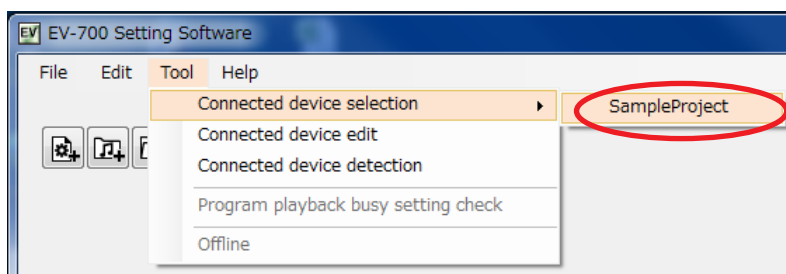 EV EV-700 Setting Software
File Edit Tool Help
Connected device selection SampleProject
Connected device edit
Connected device detection
Program playback busy setting check
Offline